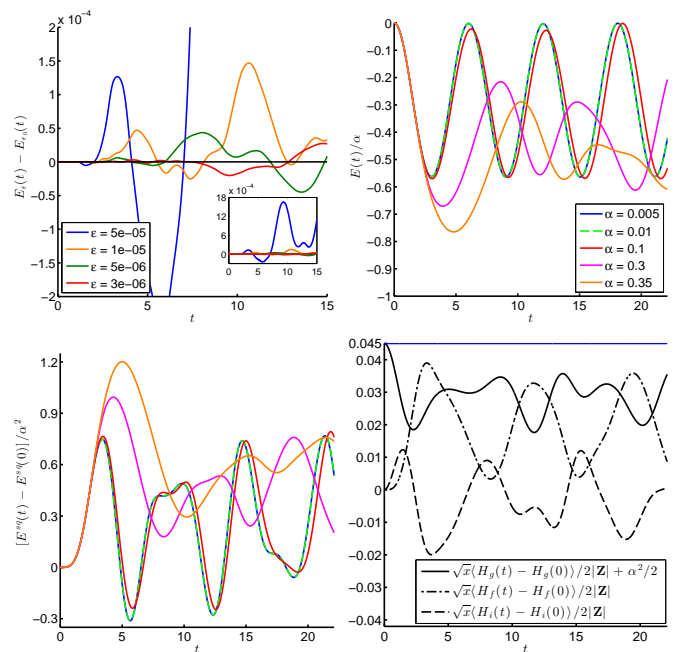 × 10⁻⁴
2
1.5
1
0.5
0
−0.5
−1
−1.5
−2
0 5 10 15
t
E_ε(t) − E_{ε₀}(t)
ε = 5e−05
ε = 1e−05
ε = 5e−06
ε = 3e−06
× 10⁻⁴
18
10
0
0 5 10 15
0
−0.1
−0.2
−0.3
−0.4
−0.5
−0.6
−0.7
−0.8
−0.9
−1
0 5 10 15 20
t
E(t)/α
α = 0.005
α = 0.01
α = 0.1
α = 0.3
α = 0.35
1.2
0.9
0.6
0.3
0
−0.3
0 5 10 15 20
t
[E^{sq}(t) − E^{sq}(0)]/α²
0.045
0.04
0.03
0.02
0.01
0
−0.01
−0.02
−0.03
−0.04
0 5 10 15 20
t
√x⟨H_g(t) − H_g(0)⟩/2|Z| + α²/2
√x⟨H_f(t) − H_f(0)⟩/2|Z|
√x⟨H_i(t) − H_i(0)⟩/2|Z|